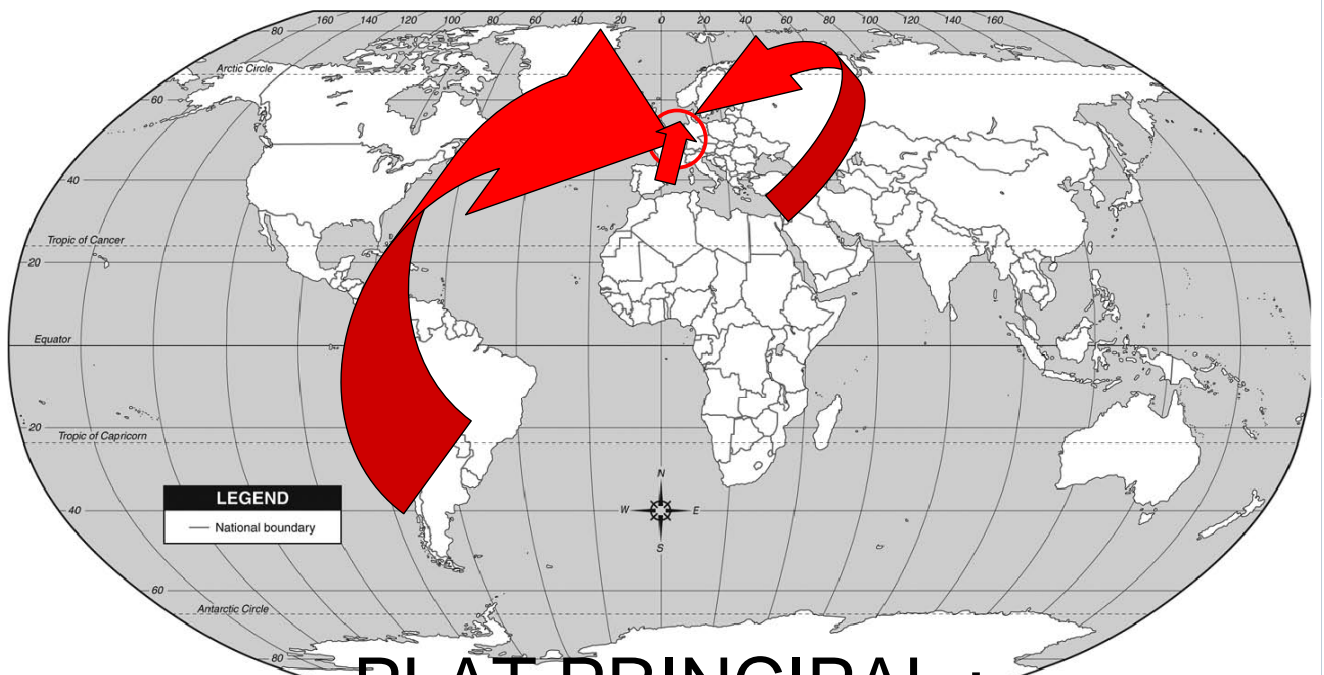 160 140 120 100 80 60 40 20 0 20 40 60 80 100 120 140 160
80
Arctic Circle
60
40
Tropic of Cancer
20
Equator
20
Tropic of Capricorn
N
W E
S
LEGEND
National boundary
40
60
Antarctic Circle
80
PLAT PRINCIPAL :